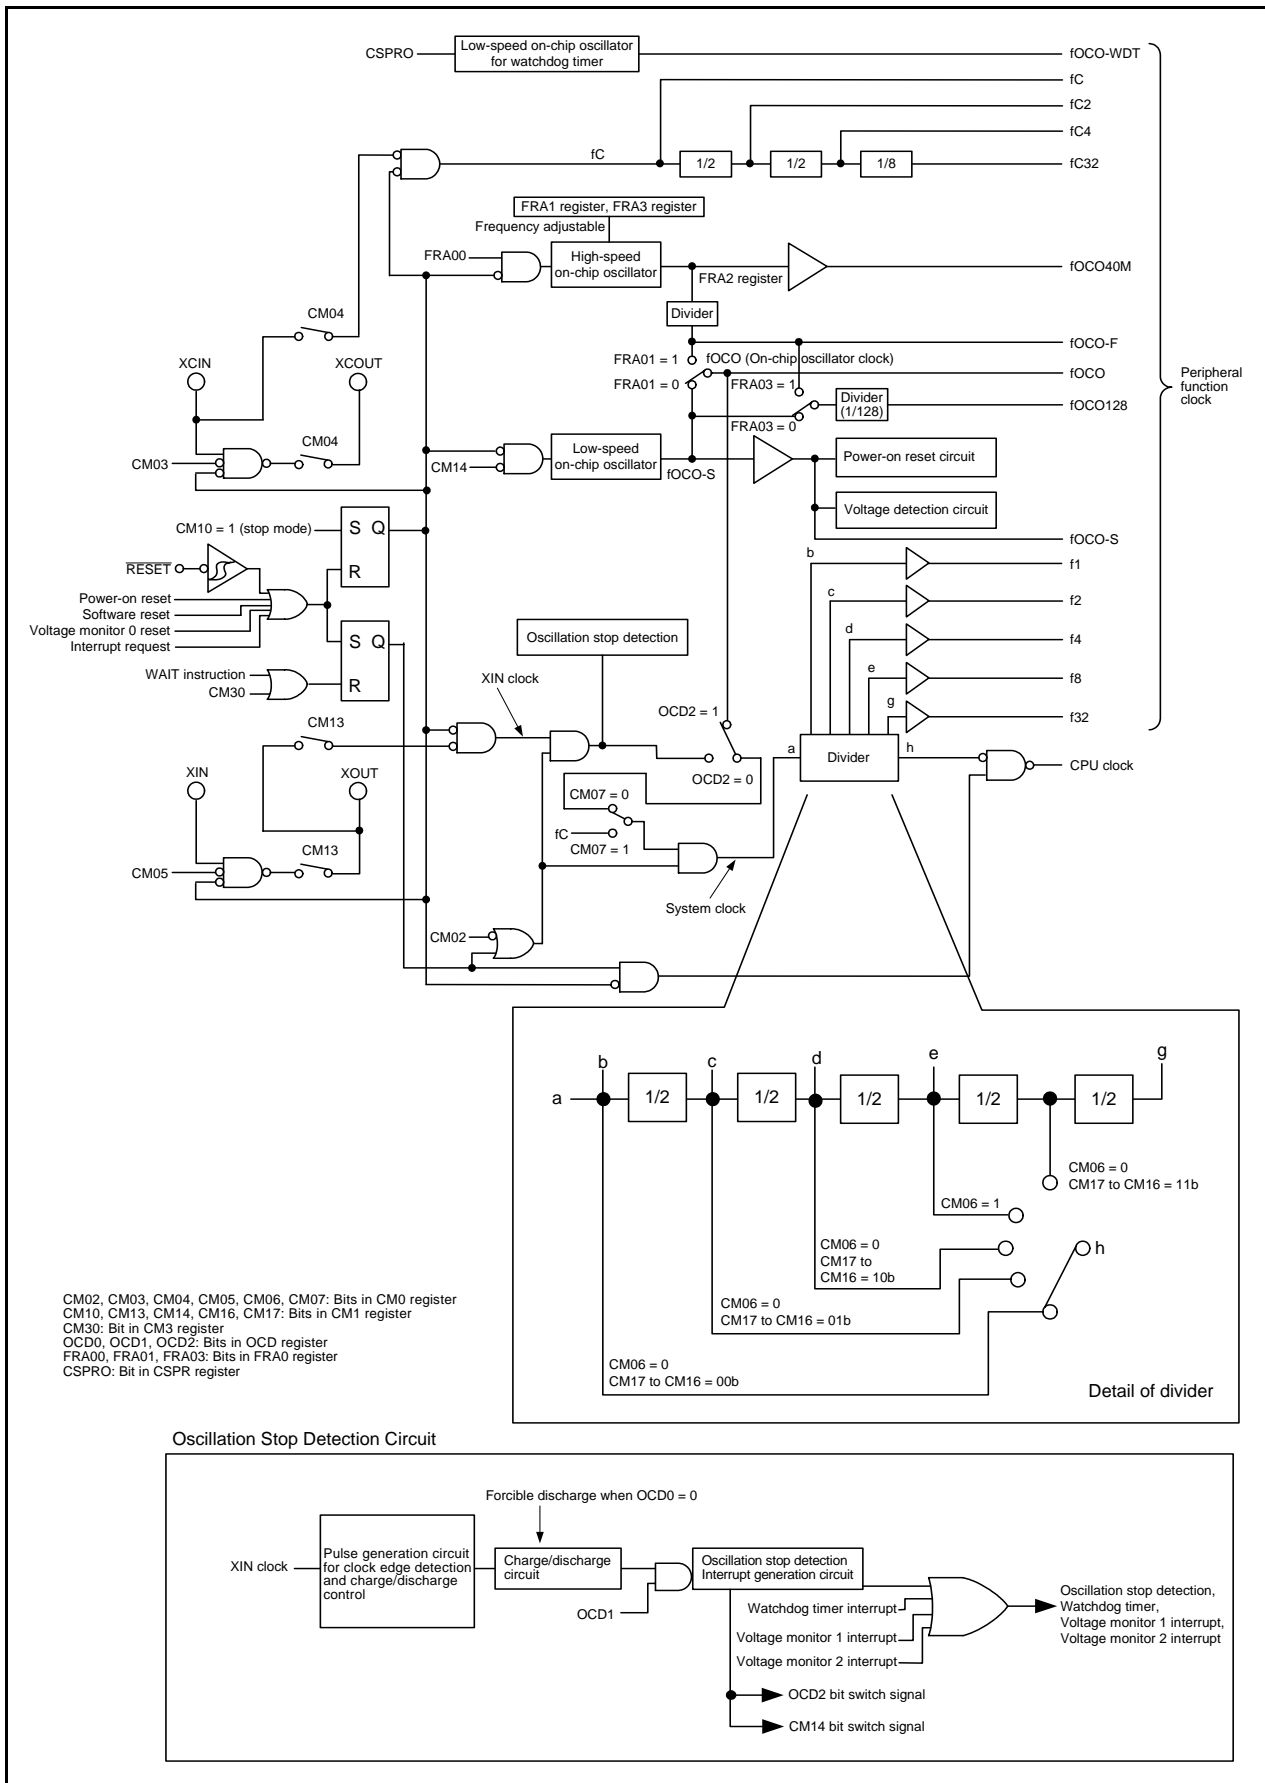 CSPRO
Low-speed on-chip oscillator
for watchdog timer
fOCO-WDT
fC
fC2
fC4
fC
1/2
1/2
1/8
fC32
FRA1 register, FRA3 register
Frequency adjustable
FRA00
High-speed
on-chip oscillator
FRA2 register
fOCO40M
Divider
CM04
fOCO-F
FRA01 = 1
fOCO (On-chip oscillator clock)
XCIN
XCOUT
fOCO
FRA01 = 0
FRA03 = 1
Peripheral
function
clock
Divider
(1/128)
fOCO128
FRA03 = 0
CM04
CM03
CM14
Low-speed
on-chip oscillator
fOCO-S
Power-on reset circuit
Voltage detection circuit
CM10 = 1 (stop mode)
S Q
R
fOCO-S
RESET
b
f1
Power-on reset
Software reset
Voltage monitor 0 reset
Interrupt request
c
f2
d
f4
S Q
R
Oscillation stop detection
WAIT instruction
CM30
XIN clock
e
f8
g
f32
CM13
OCD2 = 1
a
Divider
h
CPU clock
XIN
XOUT
OCD2 = 0
CM07 = 0
fC
CM07 = 1
CM13
CM05
System clock
CM02
a
b
1/2
c
1/2
d
1/2
e
1/2
1/2
g
CM06 = 0
CM17 to CM16 = 11b
CM06 = 1
CM06 = 0
CM17 to
CM16 = 10b
h
CM06 = 0
CM17 to CM16 = 01b
CM06 = 0
CM17 to CM16 = 00b
Detail of divider
CM02, CM03, CM04, CM05, CM06, CM07: Bits in CM0 register
CM10, CM13, CM14, CM16, CM17: Bits in CM1 register
CM30: Bit in CM3 register
OCD0, OCD1, OCD2: Bits in OCD register
FRA00, FRA01, FRA03: Bits in FRA0 register
CSPRO: Bit in CSPR register
Oscillation Stop Detection Circuit
Forcible discharge when OCD0 = 0
XIN clock
Pulse generation circuit
for clock edge detection
and charge/discharge
control
Charge/discharge
circuit
OCD1
Oscillation stop detection
Interrupt generation circuit
Watchdog timer interrupt
Voltage monitor 1 interrupt
Voltage monitor 2 interrupt
Oscillation stop detection,
Watchdog timer,
Voltage monitor 1 interrupt,
Voltage monitor 2 interrupt
OCD2 bit switch signal
CM14 bit switch signal